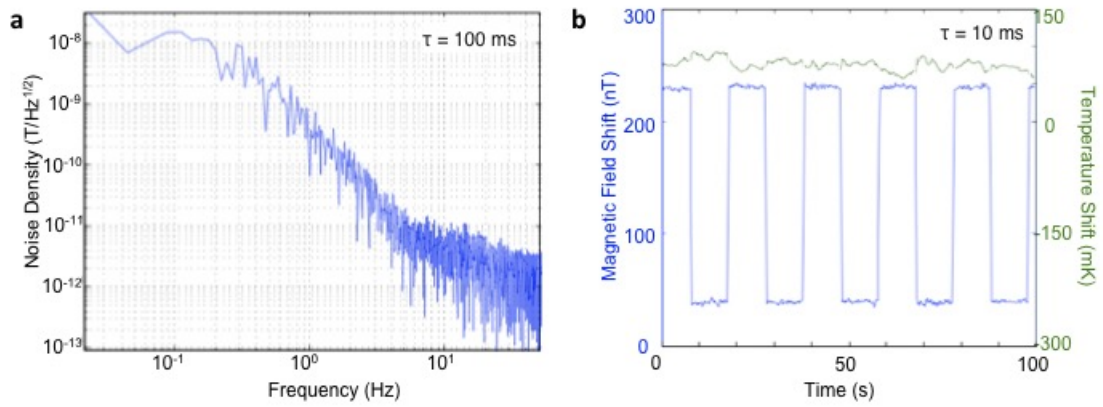 a
τ = 100 ms
Noise Density (T/Hz^1/2)
10^-8
10^-9
10^-10
10^-11
10^-12
10^-13
10^-1
10^0
10^1
Frequency (Hz)
b
τ = 10 ms
Magnetic Field Shift (nT)
300
200
100
0
150
0
-150
-300
Temperature Shift (mK)
0
50
100
Time (s)